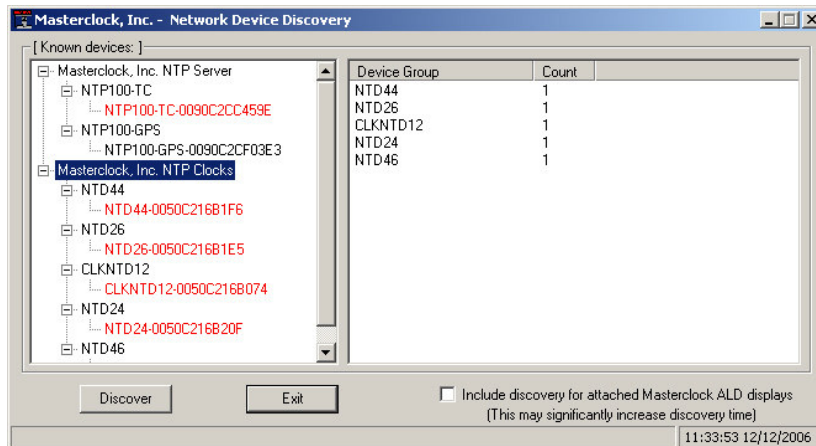 Masterclock, Inc. - Network Device Discovery
[ Known devices: ]
Masterclock, Inc. NTP Server
NTP100-TC
NTP100-TC-0090C2CC459E
NTP100-GPS
NTP100-GPS-0090C2CF03E3
Masterclock, Inc. NTP Clocks
NTD44
NTD44-0050C216B1F6
NTD26
NTD26-0050C216B1E5
CLKNTD12
CLKNTD12-0050C216B074
NTD24
NTD24-0050C216B20F
NTD46
Device Group Count
NTD44 1
NTD26 1
CLKNTD12 1
NTD24 1
NTD46 1
Discover
Exit
Include discovery for attached Masterclock ALD displays
(This may significantly increase discovery time)
11:33:53 12/12/2006